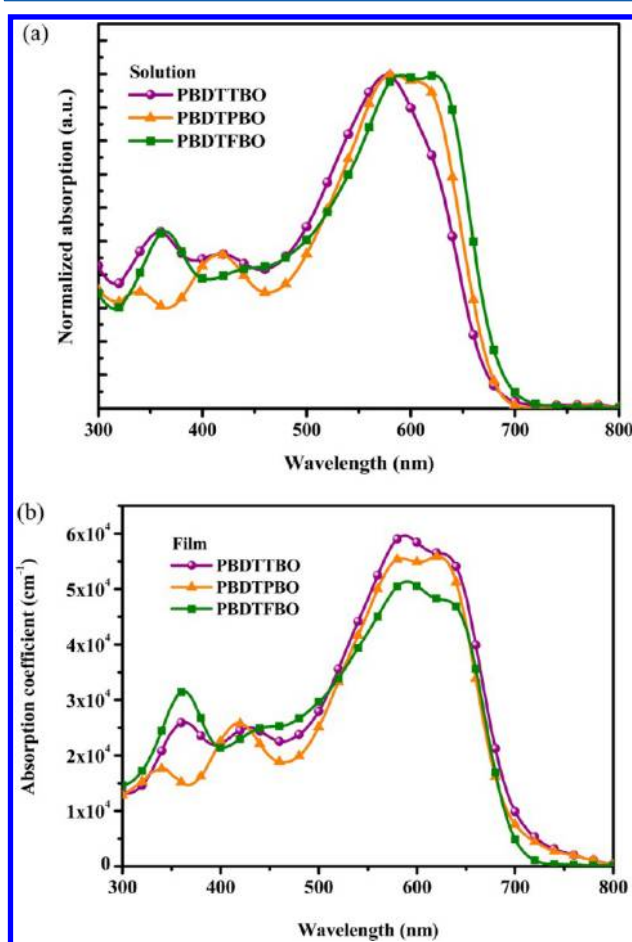 (a)
Solution
PBDTTBO
PBDTPBO
PBDTFBO
Normalized absorption (a.u.)
300 400 500 600 700 800
Wavelength (nm)
(b)
Film
PBDTTBO
PBDTPBO
PBDTFBO
Absorption coefficient (cm⁻¹)
6x10⁴
5x10⁴
4x10⁴
3x10⁴
2x10⁴
1x10⁴
0
300 400 500 600 700 800
Wavelength (nm)